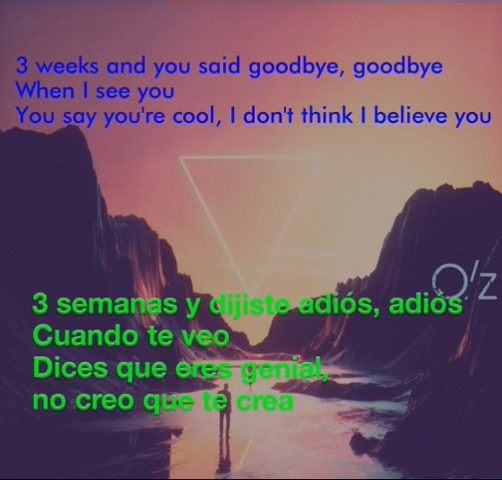 3 weeks and you said goodbye, goodbye
When I see you
You say you're cool, I don't think I believe you
O/Z
3 semanas y dijiste adiós, adiós
Cuando te veo
Dices que eres genial,
no creo que te crea